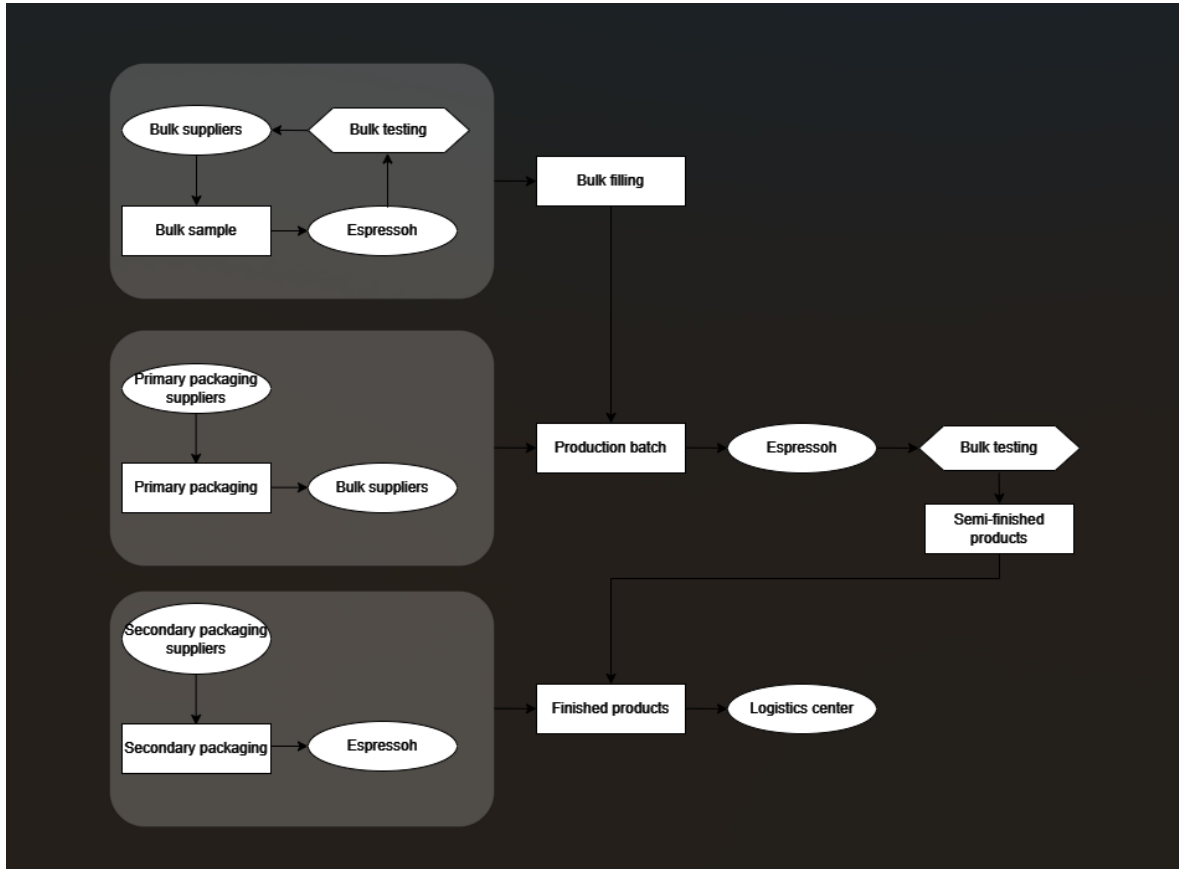 Bulk suppliers
Bulk testing
Bulk sample
Espressoh
Bulk filling
Primary packaging
suppliers
Primary packaging
Bulk suppliers
Production batch
Espressoh
Bulk testing
Semi-finished
products
Secondary packaging
suppliers
Secondary packaging
Espressoh
Finished products
Logistics center